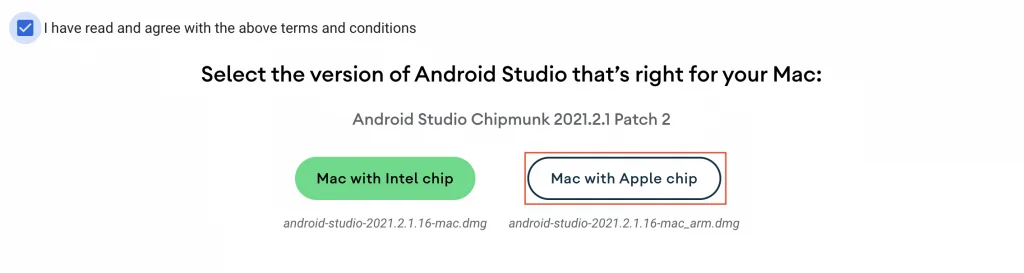 I have read and agree with the above terms and conditions
Select the version of Android Studio that's right for your Mac:
Android Studio Chipmunk 2021.2.1 Patch 2
Mac with Intel chip
Mac with Apple chip
android-studio-2021.2.1.16-mac.dmg
android-studio-2021.2.1.16-mac_arm.dmg